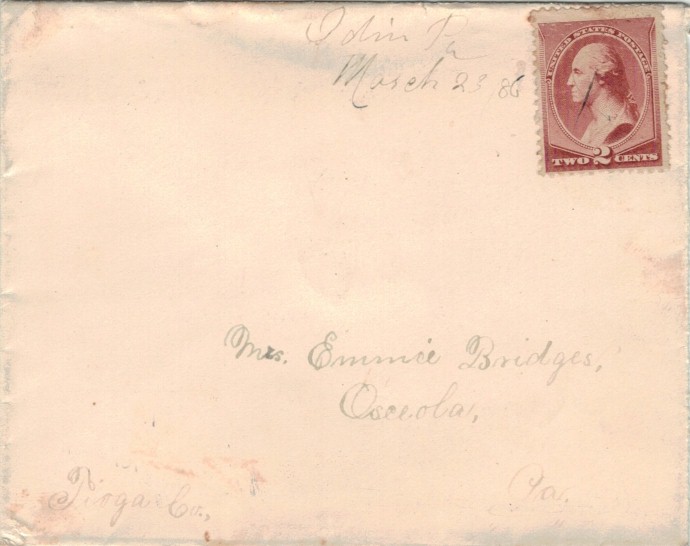 Odin Pa
March 23 86
UNITED STATES POSTAGE
TWO 2 CENTS
Mrs. Emmie Bridges,
Osceola,
Tioga Co., Pa.